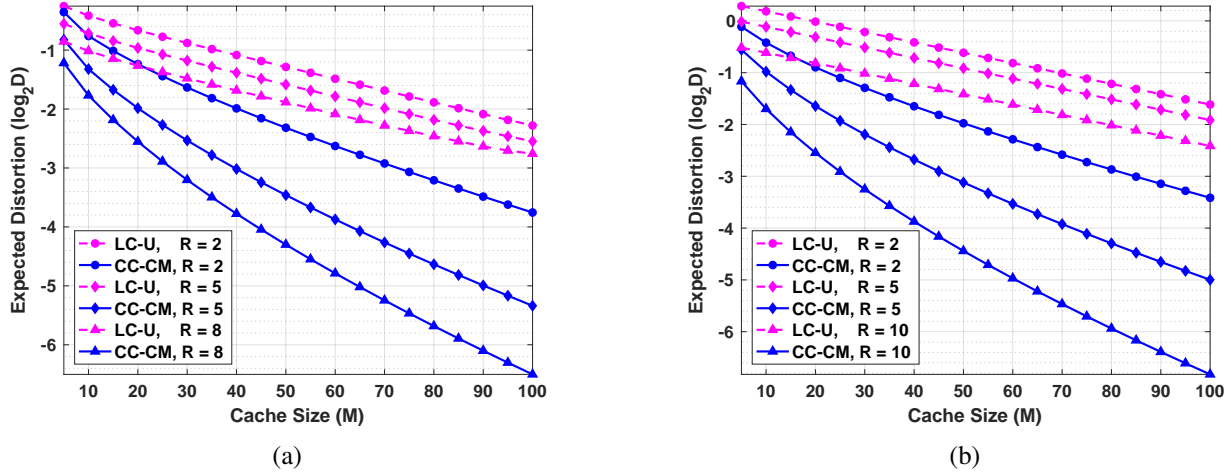 -1
-2
-3
-4
-5
-6
10 20 30 40 50 60 70 80 90 100
Cache Size (M)
Expected Distortion (log2D)
LC-U, R = 2
CC-CM, R = 2
LC-U, R = 5
CC-CM, R = 5
LC-U, R = 8
CC-CM, R = 8
(a)
0
-1
-2
-3
-4
-5
-6
10 20 30 40 50 60 70 80 90 100
Cache Size (M)
Expected Distortion (log2D)
LC-U, R = 2
CC-CM, R = 2
LC-U, R = 5
CC-CM, R = 5
LC-U, R = 10
CC-CM, R = 10
(b)